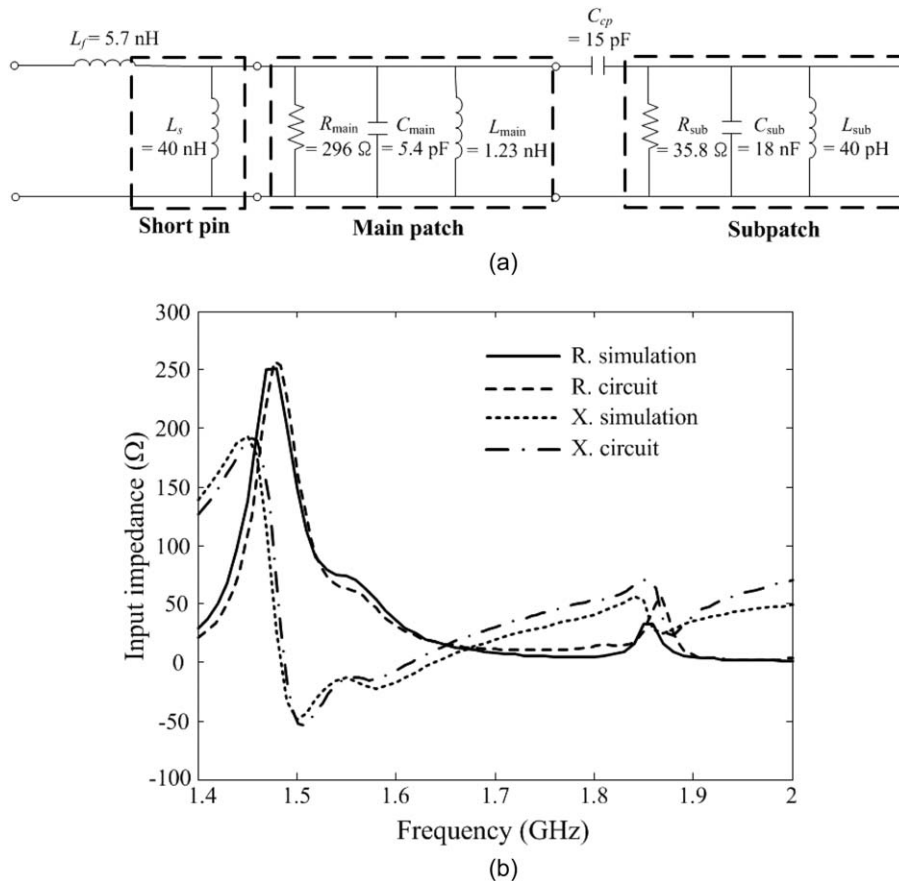 L_f = 5.7 nH
C_cp
= 15 pF
L_s
= 40 nH
R_main
= 296 Ω
C_main
= 5.4 pF
L_main
= 1.23 nH
R_sub
= 35.8 Ω
C_sub
= 18 nF
L_sub
= 40 pH
Short pin
Main patch
Subpatch
(a)
Input impedance (Ω)
300
250
200
150
100
50
0
-50
-100
R. simulation
R. circuit
X. simulation
X. circuit
1.4
1.5
1.6
1.7
1.8
1.9
2
Frequency (GHz)
(b)